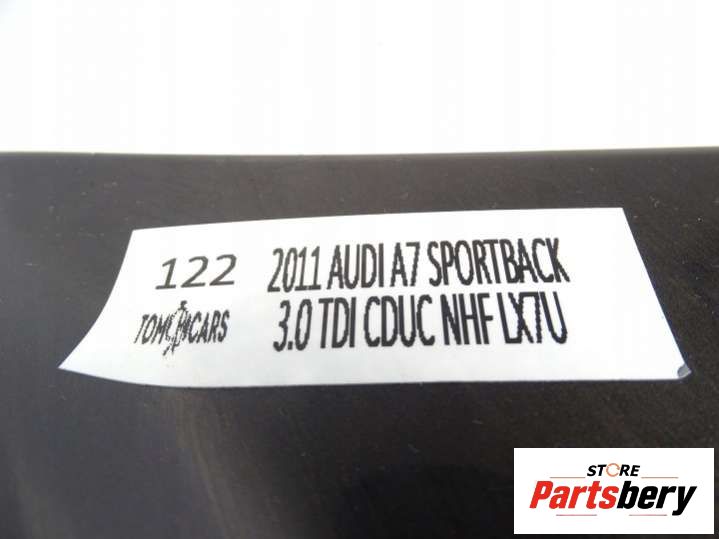 122 2011 AUDI A7 SPORTBACK
TOM CARS 3.0 TDI CDUC NHF LX7U
STORE
Partsbery